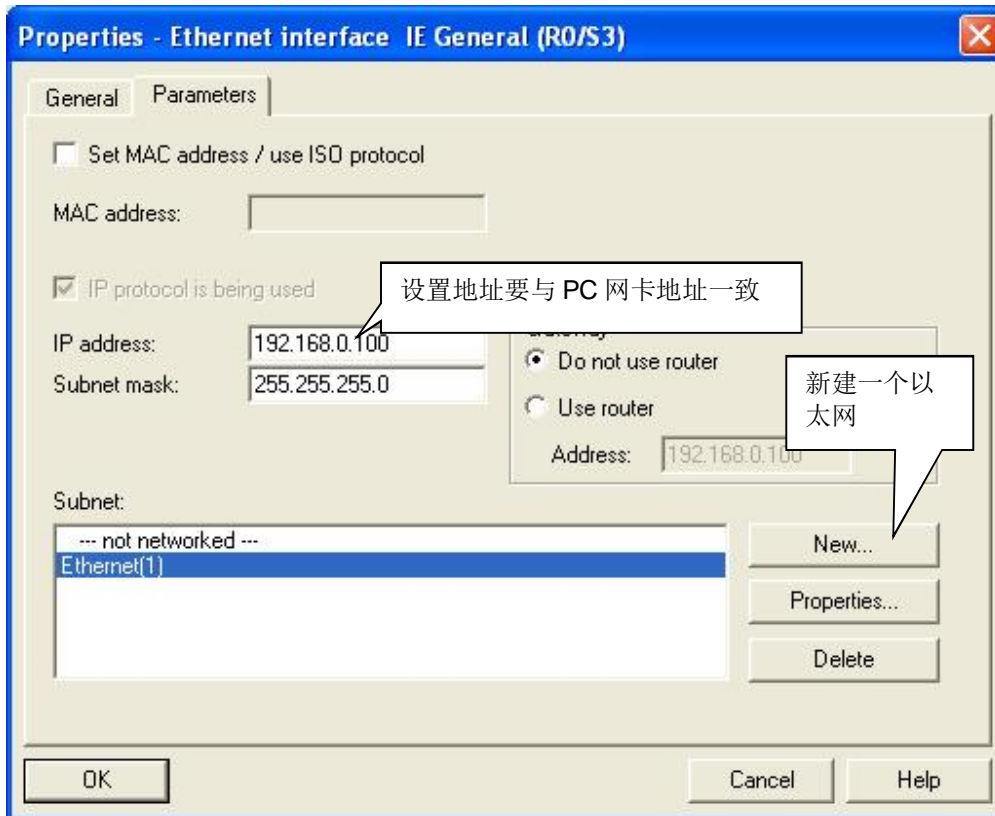 Properties - Ethernet interface IE General (R0/S3)
General
Parameters
Set MAC address / use ISO protocol
MAC address:
IP protocol is being used
设置地址要与 PC 网卡地址一致
IP address:
192.168.0.100
Do not use router
Subnet mask:
255.255.255.0
新建一个以
太网
Use router
Address:
192.168.0.100
Subnet:
--- not networked ---
Ethernet(1)
New...
Properties...
Delete
OK
Cancel
Help